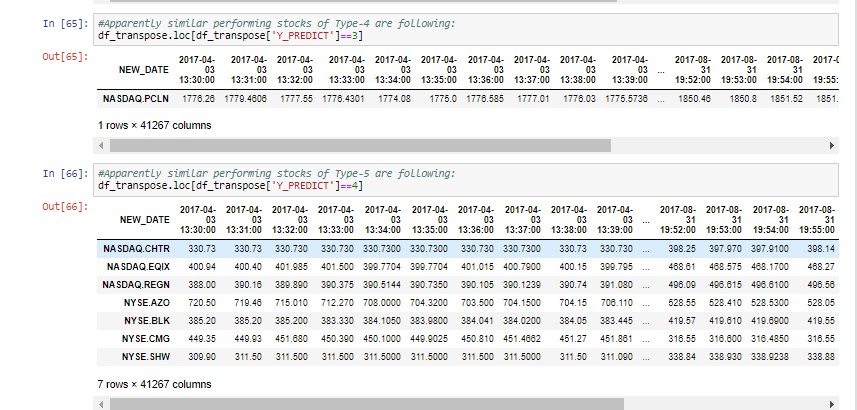 In [65]: #Apparently similar performing stocks of Type-4 are following:
df_transpose.loc[df_transpose['Y_PREDICT']==3]
Out[65]:
NEW_DATE 2017-04-03 13:30:00 2017-04-03 13:31:00 2017-04-03 13:32:00 2017-04-03 13:33:00 2017-04-03 13:34:00 2017-04-03 13:35:00 2017-04-03 13:36:00 2017-04-03 13:37:00 2017-04-03 13:38:00 2017-04-03 13:39:00 ... 2017-08-31 19:52:00 2017-08-31 19:53:00 2017-08-31 19:54:00 2017-0 19:55:
NASDAQ.PCLN 1776.26 1779.4606 1777.55 1776.4301 1774.08 1775.0 1776.585 1777.01 1776.03 1775.5736 ... 1850.46 1850.8 1851.52 1851.
1 rows × 41267 columns
In [66]: #Apparently similar performing stocks of Type-5 are following:
df_transpose.loc[df_transpose['Y_PREDICT']==4]
Out[66]:
NEW_DATE 2017-04-03 13:30:00 2017-04-03 13:31:00 2017-04-03 13:32:00 2017-04-03 13:33:00 2017-04-03 13:34:00 2017-04-03 13:35:00 2017-04-03 13:36:00 2017-04-03 13:37:00 2017-04-03 13:38:00 2017-04-03 13:39:00 ... 2017-08-31 19:52:00 2017-08-31 19:53:00 2017-08-31 19:54:00 2017-08-31 19:55:00
NASDAQ.CHTR 330.73 330.73 330.730 330.730 330.7300 330.7300 330.730 330.7300 330.73 330.730 ... 398.25 397.970 397.9100 398.14
NASDAQ.EQIX 400.94 400.40 401.985 401.500 399.7704 399.7704 401.015 400.7900 400.15 399.795 ... 468.61 468.575 468.1700 468.27
NASDAQ.REGN 388.00 390.16 389.890 390.375 390.5144 390.7350 390.105 390.1239 390.74 391.080 ... 496.09 496.615 496.6100 496.56
NYSE.AZO 720.50 719.46 715.010 712.270 708.0000 704.3200 703.500 704.1500 704.15 706.110 ... 528.55 528.410 528.5300 528.05
NYSE.BLK 385.20 385.20 385.200 383.330 384.1050 383.9800 384.041 384.0200 384.05 383.445 ... 419.57 419.610 419.6900 419.55
NYSE.CMG 449.35 449.93 451.680 450.390 450.1000 449.9025 450.810 451.4662 451.27 451.861 ... 316.55 316.600 316.4850 316.55
NYSE.SHW 309.90 311.50 311.500 311.500 311.5000 311.5000 311.500 311.5000 311.50 311.090 ... 338.84 338.930 338.9238 338.88
7 rows × 41267 columns